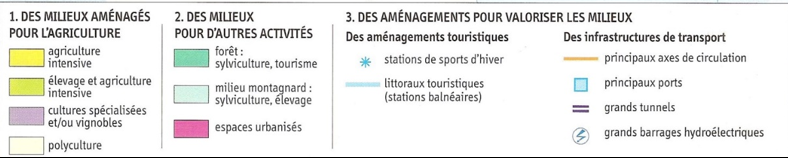 1. DES MILIEUX AMÉNAGÉS
POUR L'AGRICULTURE
agriculture
intensive
élevage et agriculture
intensive
cultures spécialisées
et/ou vignobles
polyculture
2. DES MILIEUX
POUR D'AUTRES ACTIVITÉS
forêt :
sylviculture, tourisme
milieu montagnard :
sylviculture, élevage
espaces urbanisés
3. DES AMÉNAGEMENTS POUR VALORISER LES MILIEUX
Des aménagements touristiques
stations de sports d'hiver
littoraux touristiques
(stations balnéaires)
Des infrastructures de transport
principaux axes de circulation
principaux ports
grands tunnels
grands barrages hydroélectriques